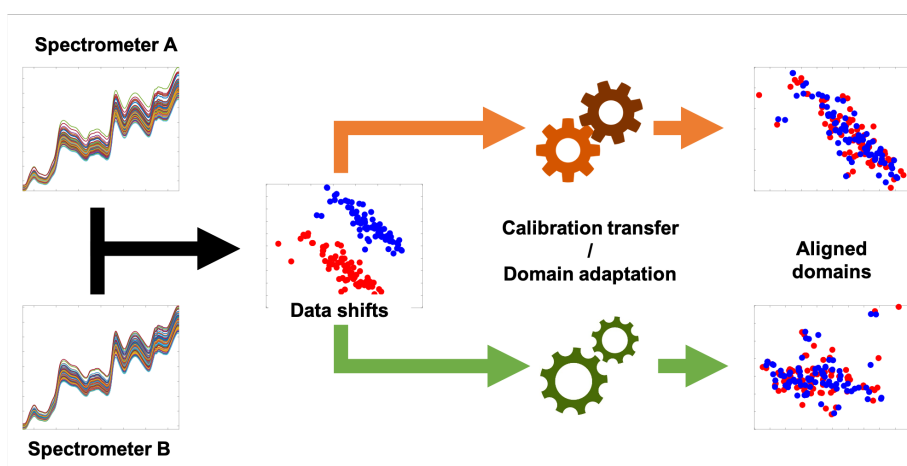 Spectrometer A
Spectrometer B
Data shifts
Calibration transfer
/
Domain adaptation
Aligned
domains